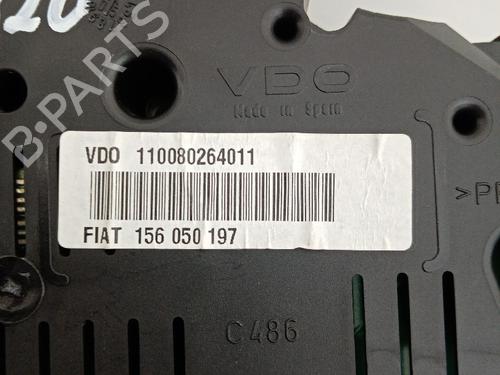 B-PARTS
VDO
Made in Spain
VDO 110080264011
FIAT 156 050 197
C486